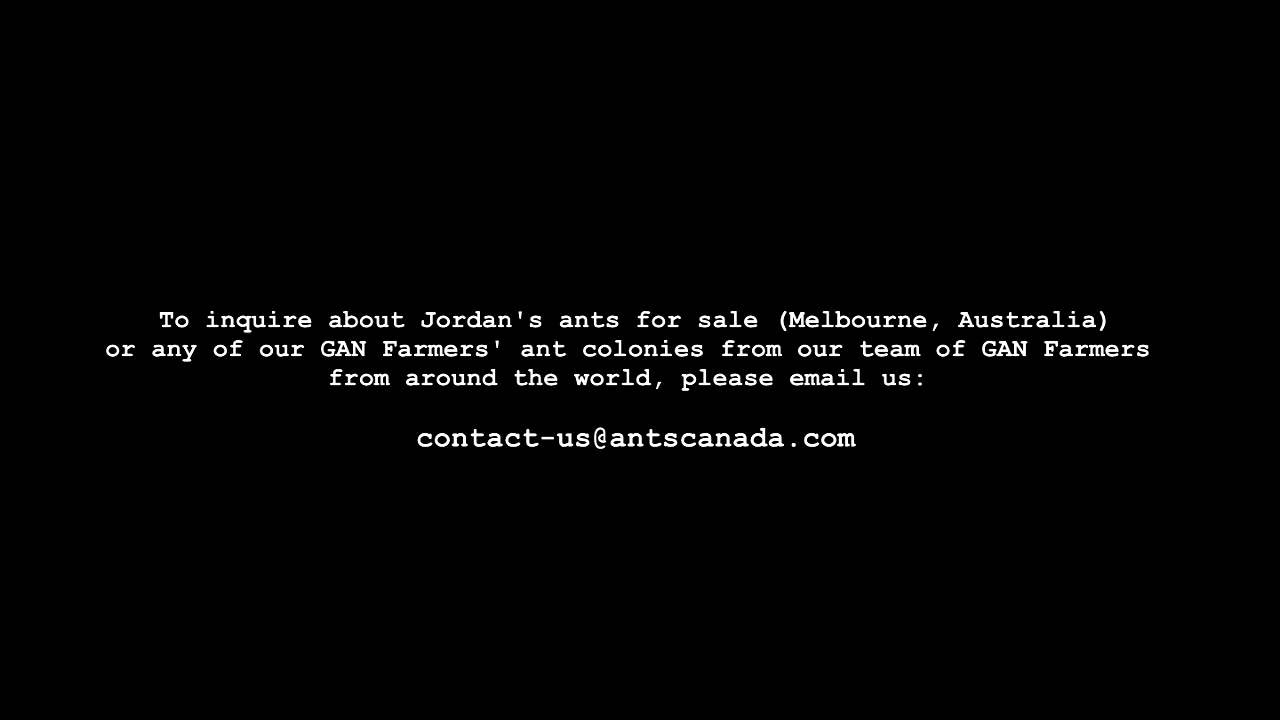 To inquire about Jordan's ants for sale (Melbourne, Australia)
or any of our GAN Farmers' ant colonies from our team of GAN Farmers
from around the world, please email us:
contact-us@antscanada.com